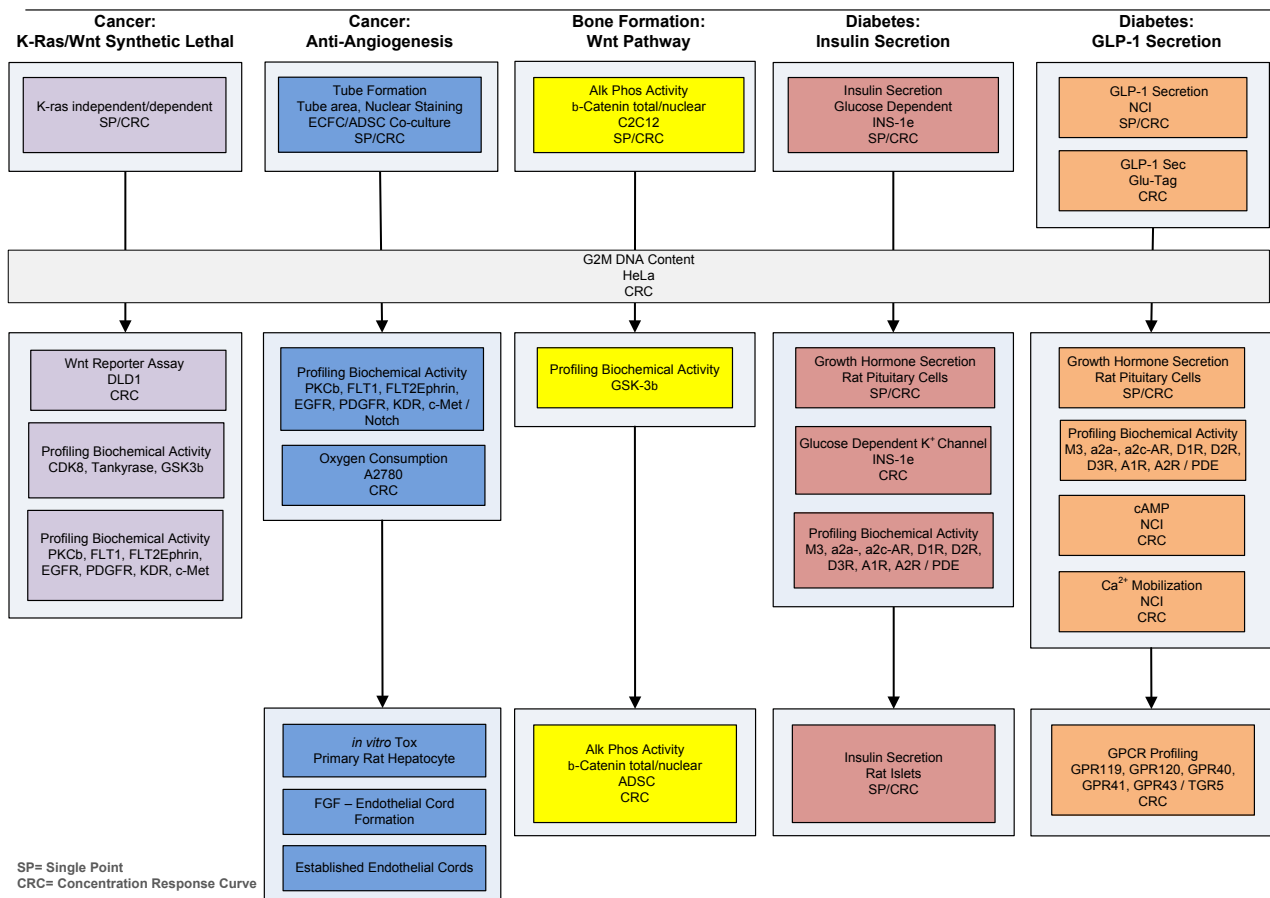 Cancer:
K-Ras/Wnt Synthetic Lethal
Cancer:
Anti-Angiogenesis
Bone Formation:
Wnt Pathway
Diabetes:
Insulin Secretion
Diabetes:
GLP-1 Secretion
K-ras independent/dependent
SP/CRC
Tube Formation
Tube area, Nuclear Staining
ECFC/ADSC Co-culture
SP/CRC
Alk Phos Activity
b-Catenin total/nuclear
C2C12
SP/CRC
Insulin Secretion
Glucose Dependent
INS-1e
SP/CRC
GLP-1 Secretion
NCI
SP/CRC
GLP-1 Sec
Glu-Tag
CRC
G2M DNA Content
HeLa
CRC
Wnt Reporter Assay
DLD1
CRC
Profiling Biochemical Activity
CDK8, Tankyrase, GSK3b
Profiling Biochemical Activity
PKCb, FLT1, FLT2Ephrin,
EGFR, PDGFR, KDR, c-Met
Profiling Biochemical Activity
PKCb, FLT1, FLT2Ephrin,
EGFR, PDGFR, KDR, c-Met /
Notch
Oxygen Consumption
A2780
CRC
Profiling Biochemical Activity
GSK-3b
Growth Hormone Secretion
Rat Pituitary Cells
SP/CRC
Glucose Dependent K⁺ Channel
INS-1e
CRC
Profiling Biochemical Activity
M3, a2a-, a2c-AR, D1R, D2R,
D3R, A1R, A2R / PDE
Growth Hormone Secretion
Rat Pituitary Cells
SP/CRC
Profiling Biochemical Activity
M3, a2a-, a2c-AR, D1R, D2R,
D3R, A1R, A2R / PDE
cAMP
NCI
CRC
Ca²⁺ Mobilization
NCI
CRC
in vitro Tox
Primary Rat Hepatocyte
FGF – Endothelial Cord
Formation
Established Endothelial Cords
Alk Phos Activity
b-Catenin total/nuclear
ADSC
CRC
Insulin Secretion
Rat Islets
SP/CRC
GPCR Profiling
GPR119, GPR120, GPR40,
GPR41, GPR43 / TGR5
CRC
SP= Single Point
CRC= Concentration Response Curve